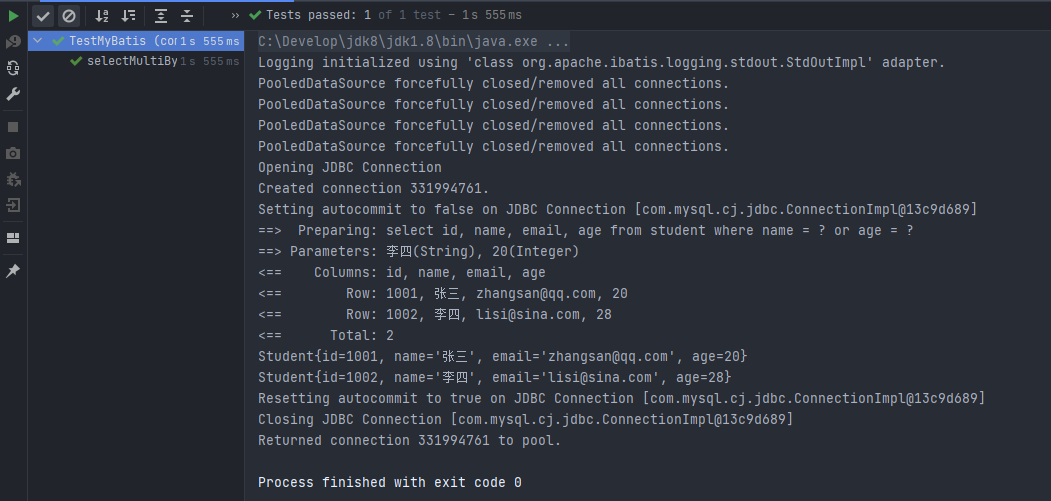 Tests passed: 1 of 1 test – 1 s 555 ms
TestMyBatis (cor 1 s 555 ms
selectMultiBy 1 s 555 ms
C:\Develop\jdk8\jdk1.8\bin\java.exe ...
Logging initialized using 'class org.apache.ibatis.logging.stdout.StdOutImpl' adapter.
PooledDataSource forcefully closed/removed all connections.
PooledDataSource forcefully closed/removed all connections.
PooledDataSource forcefully closed/removed all connections.
PooledDataSource forcefully closed/removed all connections.
Opening JDBC Connection
Created connection 331994761.
Setting autocommit to false on JDBC Connection [com.mysql.cj.jdbc.ConnectionImpl@13c9d689]
==>  Preparing: select id, name, email, age from student where name = ? or age = ?
==> Parameters: 李四(String), 20(Integer)
<==    Columns: id, name, email, age
<==        Row: 1001, 张三, zhangsan@qq.com, 20
<==        Row: 1002, 李四, lisi@sina.com, 28
<==      Total: 2
Student{id=1001, name='张三', email='zhangsan@qq.com', age=20}
Student{id=1002, name='李四', email='lisi@sina.com', age=28}
Resetting autocommit to true on JDBC Connection [com.mysql.cj.jdbc.ConnectionImpl@13c9d689]
Closing JDBC Connection [com.mysql.cj.jdbc.ConnectionImpl@13c9d689]
Returned connection 331994761 to pool.
Process finished with exit code 0